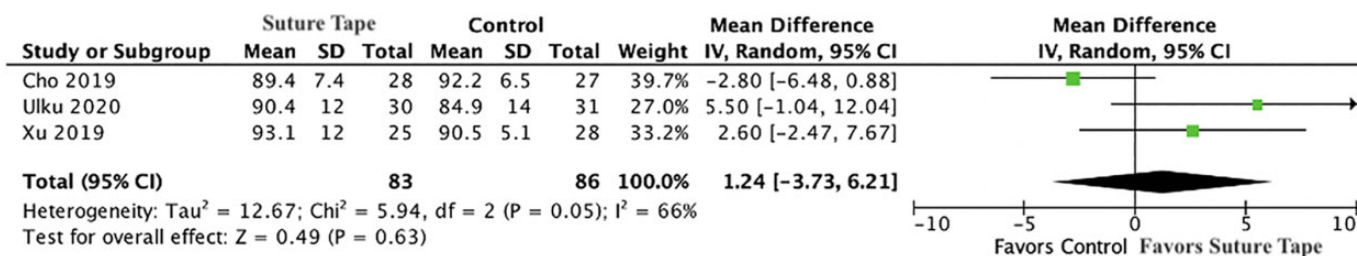 Suture Tape Control Mean Difference Mean Difference
Study or Subgroup Mean SD Total Mean SD Total Weight IV, Random, 95% CI IV, Random, 95% CI
Cho 2019 89.4 7.4 28 92.2 6.5 27 39.7% −2.80 [−6.48, 0.88]
Ulku 2020 90.4 12 30 84.9 14 31 27.0% 5.50 [−1.04, 12.04]
Xu 2019 93.1 12 25 90.5 5.1 28 33.2% 2.60 [−2.47, 7.67]
Total (95% CI) 83 86 100.0% 1.24 [−3.73, 6.21]
Heterogeneity: Tau² = 12.67; Chi² = 5.94, df = 2 (P = 0.05); I² = 66%
Test for overall effect: Z = 0.49 (P = 0.63)
−10 −5 0 5 10
Favors Control Favors Suture Tape